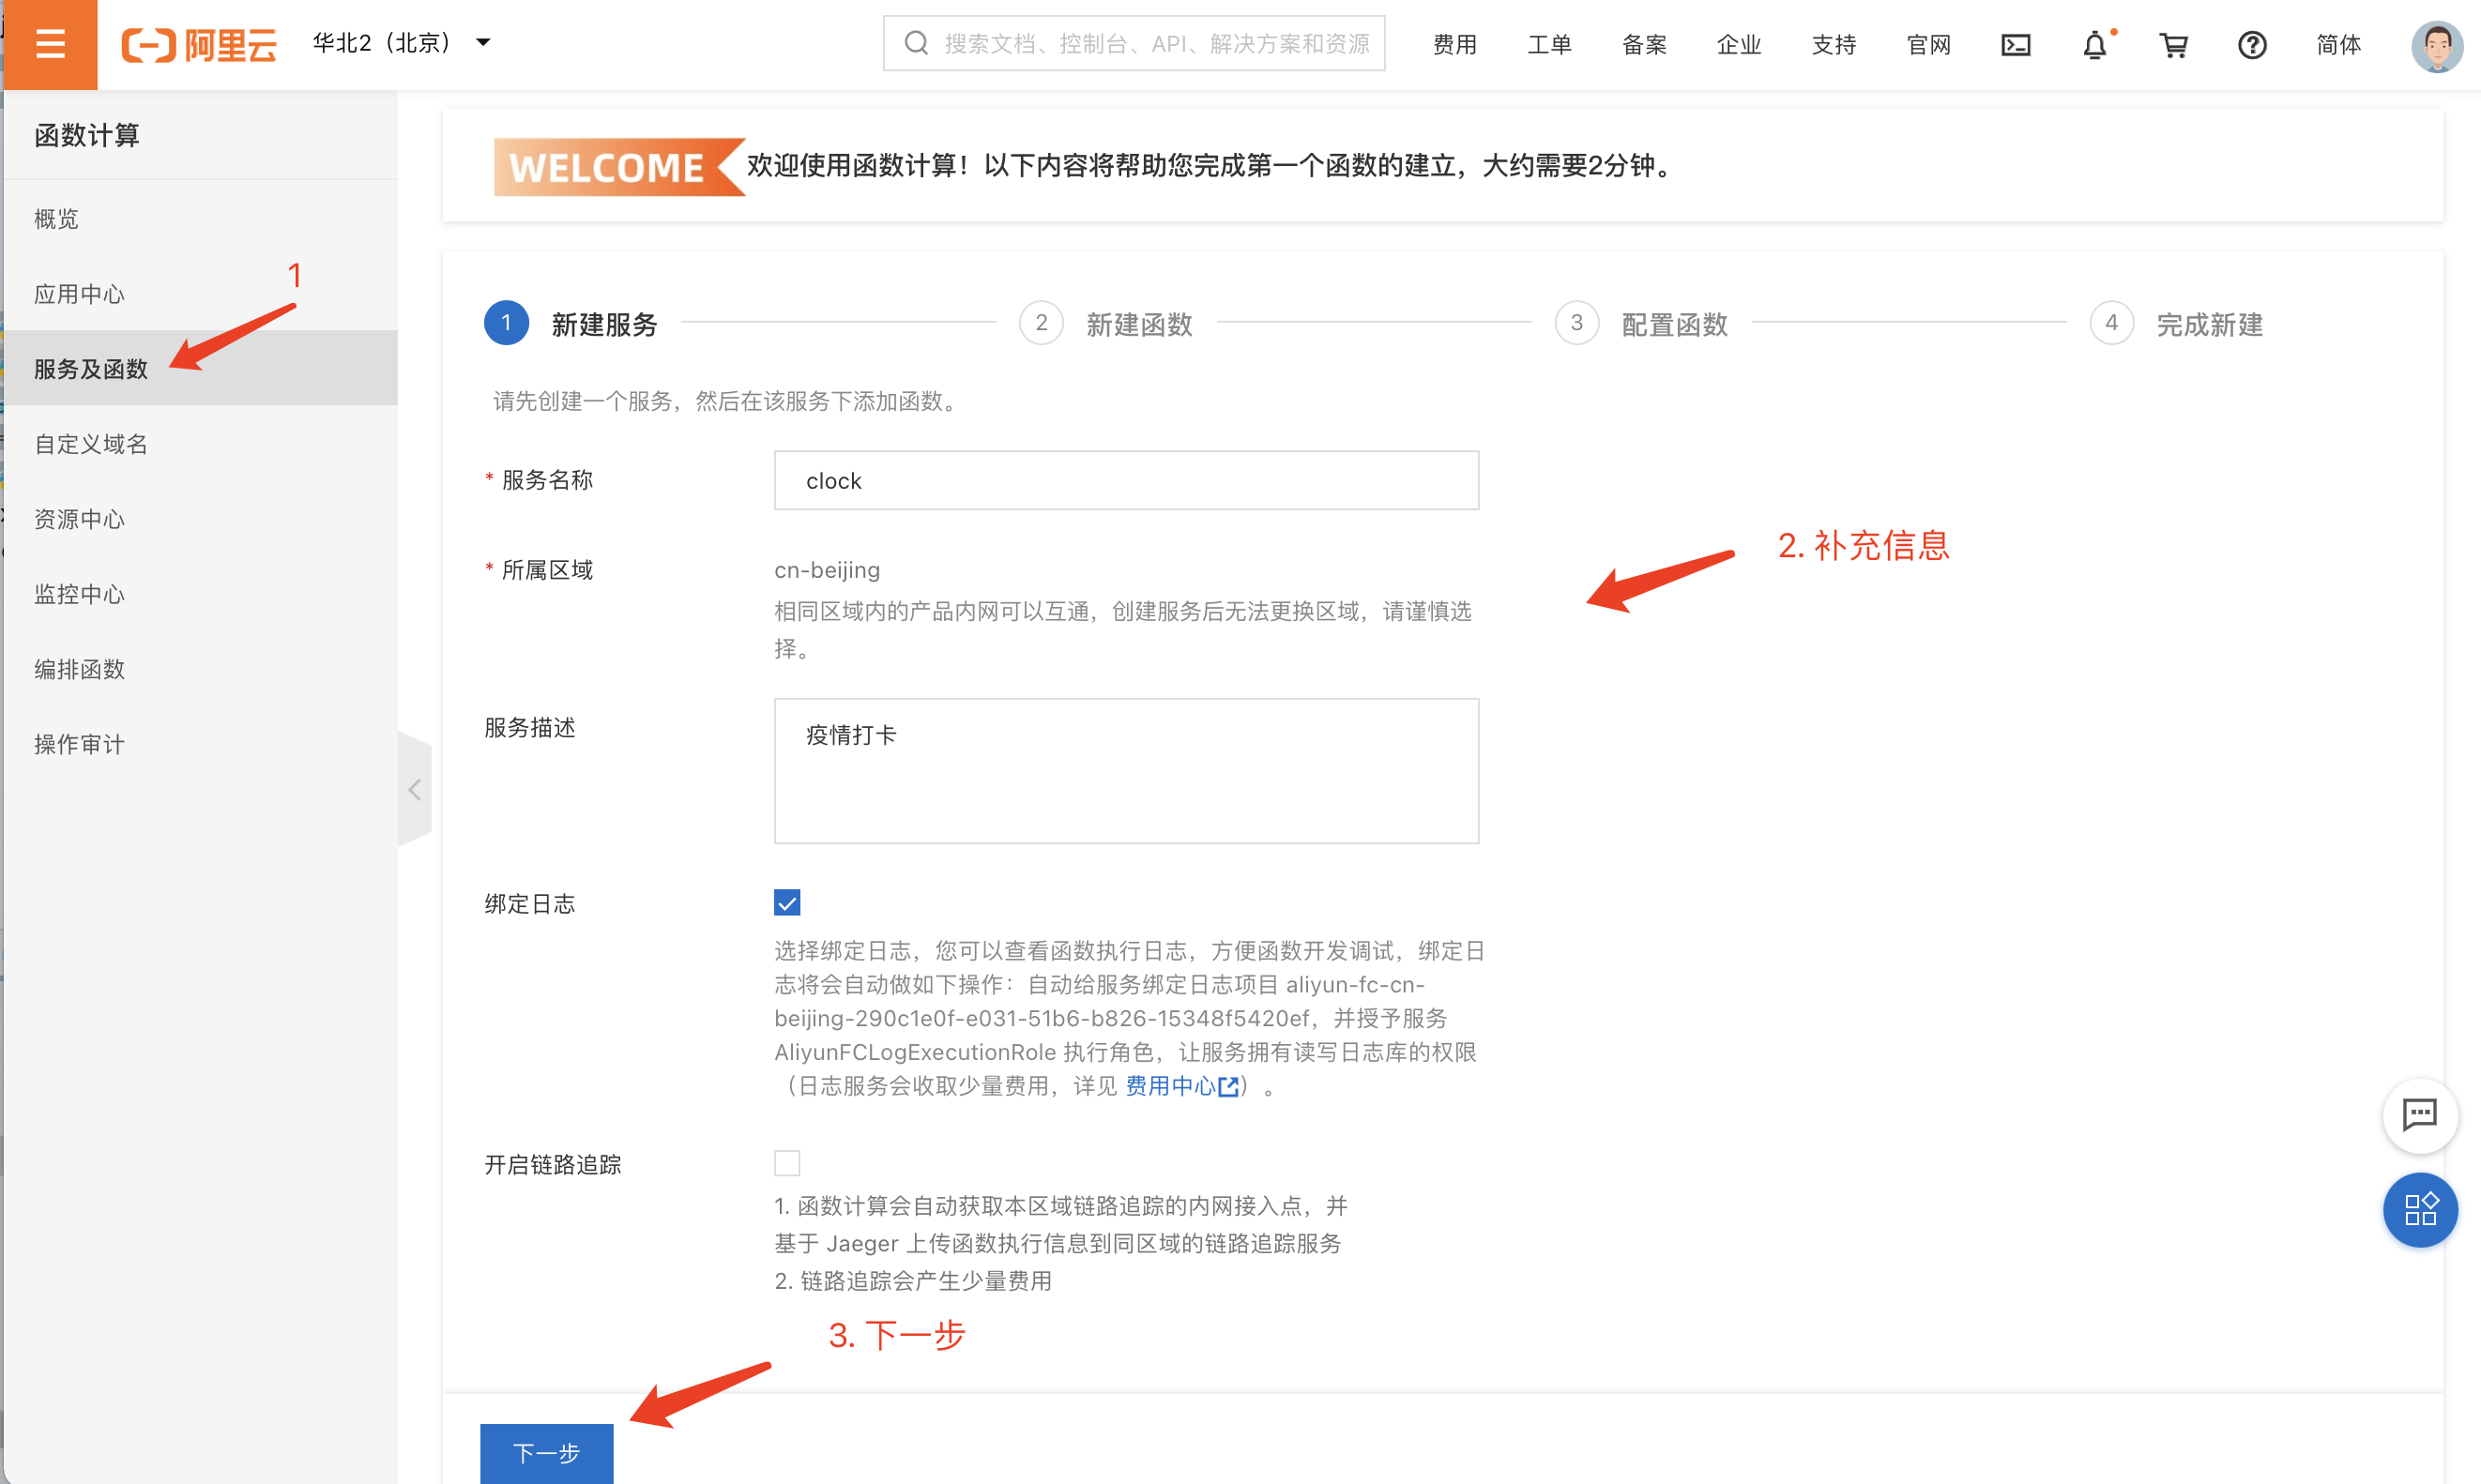 阿里云
华北2（北京）
搜索文档、控制台、API、解决方案和资源
费用
工单
备案
企业
支持
官网
简体
函数计算
概览
应用中心
1
服务及函数
自定义域名
资源中心
监控中心
编排函数
操作审计
WELCOME
欢迎使用函数计算！以下内容将帮助您完成第一个函数的建立，大约需要2分钟。
1 新建服务
2 新建函数
3 配置函数
4 完成新建
请先创建一个服务，然后在该服务下添加函数。
* 服务名称
clock
* 所属区域
cn-beijing
相同区域内的产品内网可以互通，创建服务后无法更换区域，请谨慎选
择。
2. 补充信息
服务描述
疫情打卡
绑定日志
选择绑定日志，您可以查看函数执行日志，方便函数开发调试，绑定日
志将会自动做如下操作：自动给服务绑定日志项目 aliyun-fc-cn-
beijing-290c1e0f-e031-51b6-b826-15348f5420ef，并授予服务
AliyunFCLogExecutionRole 执行角色，让服务拥有读写日志库的权限
（日志服务会收取少量费用，详见 费用中心）。
开启链路追踪
1. 函数计算会自动获取本区域链路追踪的内网接入点，并
基于 Jaeger 上传函数执行信息到同区域的链路追踪服务
2. 链路追踪会产生少量费用
3. 下一步
下一步